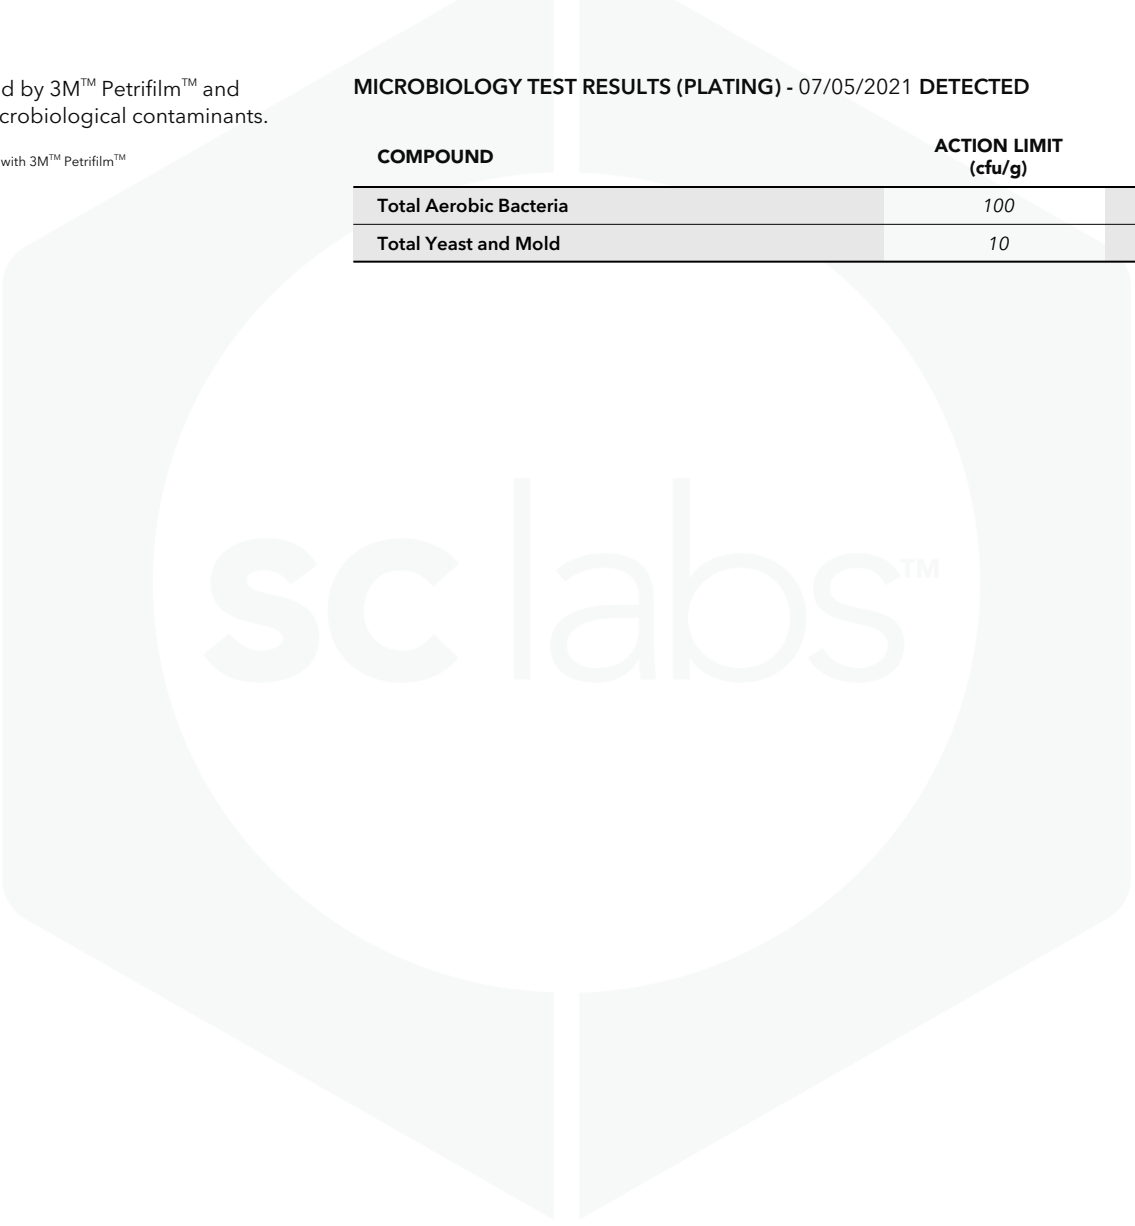 d by 3M™ Petrifilm™ and
crobiological contaminants.
with 3M™ Petrifilm™
MICROBIOLOGY TEST RESULTS (PLATING) - 07/05/2021 DETECTED
COMPOUND
ACTION LIMIT
(cfu/g)
Total Aerobic Bacteria 100
Total Yeast and Mold 10
sc labs™